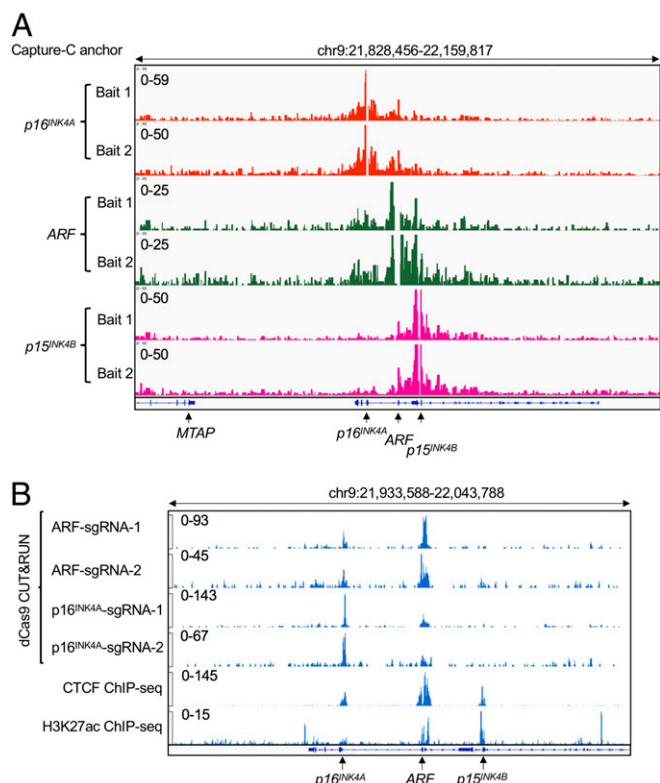 A
Capture-C anchor
chr9:21,828,456-22,159,817
p16INK4A
Bait 1
0-59
Bait 2
0-50
ARF
Bait 1
0-25
Bait 2
0-25
p15INK4B
Bait 1
0-50
Bait 2
0-50
MTAP
p16INK4A
ARF
p15INK4B
B
chr9:21,933,588-22,043,788
dCas9 CUT&RUN
ARF-sgRNA-1
0-93
ARF-sgRNA-2
0-45
p16INK4A-sgRNA-1
0-143
p16INK4A-sgRNA-2
0-67
CTCF ChIP-seq
0-145
H3K27ac ChIP-seq
0-15
p16INK4A
ARF
p15INK4B